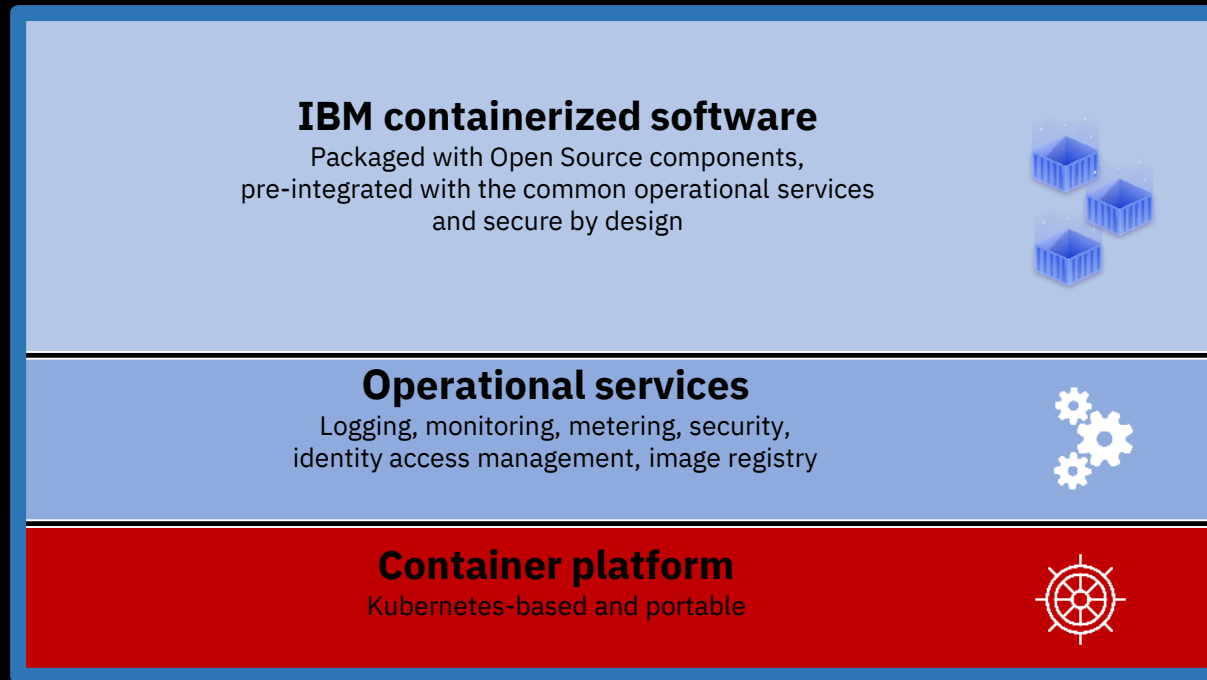 IBM containerized software
Packaged with Open Source components,
pre-integrated with the common operational services
and secure by design
Operational services
Logging, monitoring, metering, security,
identity access management, image registry
Container platform
Kubernetes-based and portable